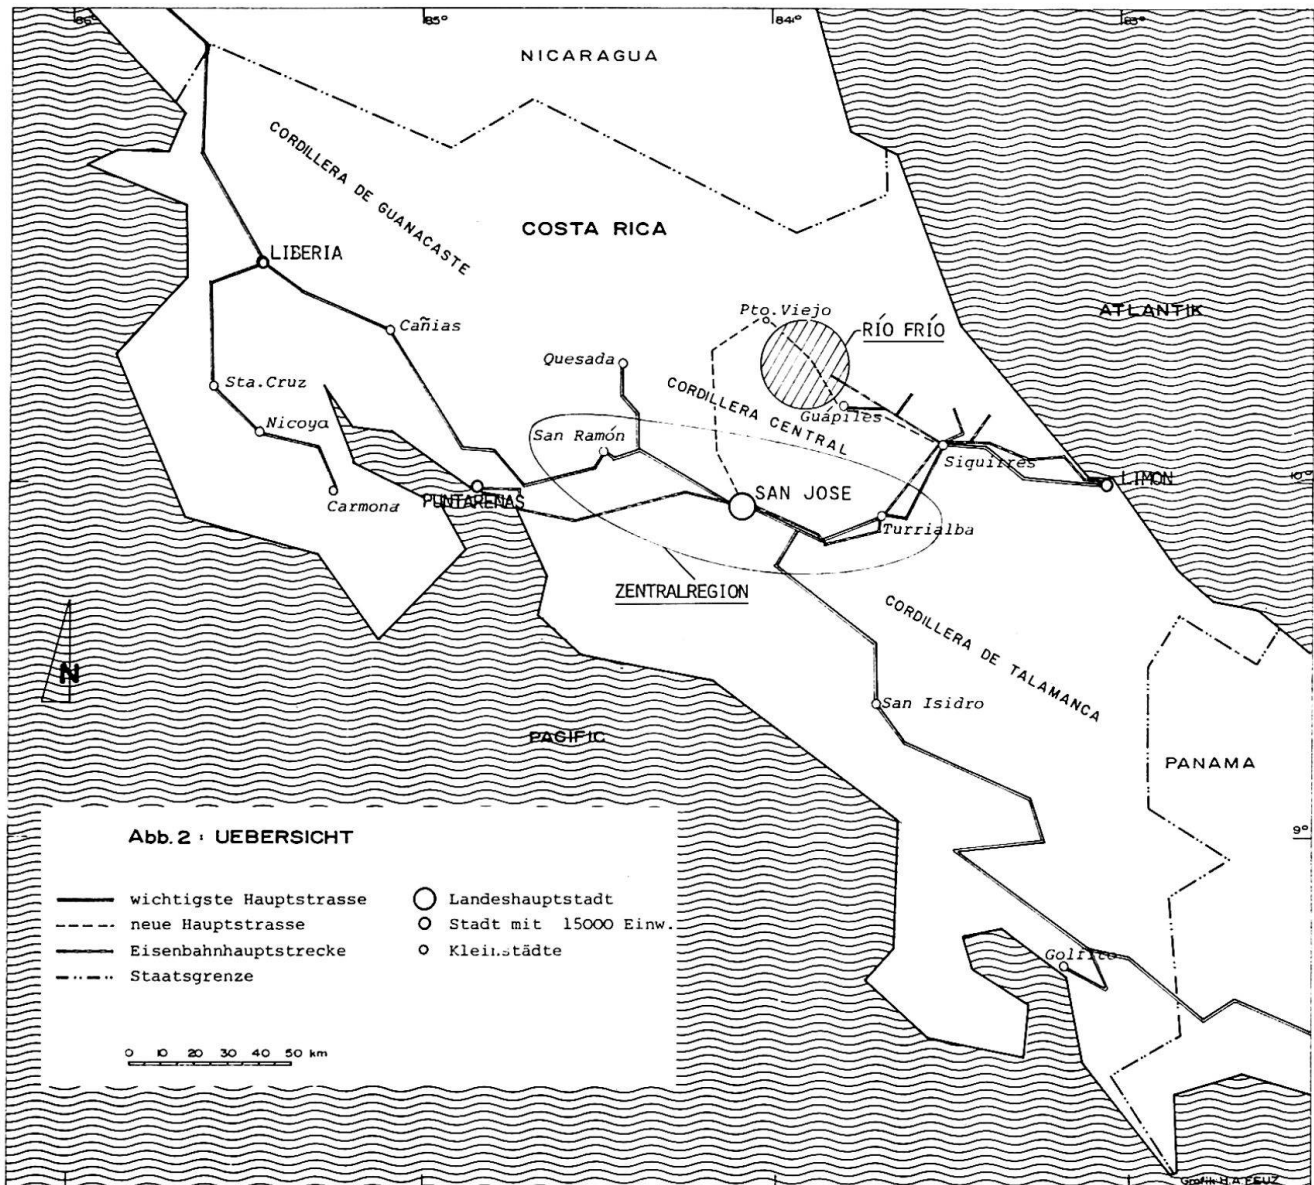 86°
85°
84°
83°
NICARAGUA
CORDILLERA DE GUANACASTE
COSTA RICA
LIBERIA
ATLANTIK
Pto.Viejo
RÍO FRÍO
Cañias
Quesada
Sta.Cruz
CORDILLERA CENTRAL
Guápiles
Nicoya
San Ramón
Siquirres
10°
LIMON
Carmona
PUNTARENAS
SAN JOSE
Turrialba
ZENTRALREGION
CORDILLERA DE TALAMANCA
N
San Isidro
PACIFIC
PANAMA
9°
Abb. 2 : UEBERSICHT
wichtigste Hauptstrasse
neue Hauptstrasse
Eisenbahnhauptstrecke
Staatsgrenze
Landeshauptstadt
Stadt mit 15000 Einw.
Kleinstädte
Golfito
0 10 20 30 40 50 km
Grafik H.A.FEUZ